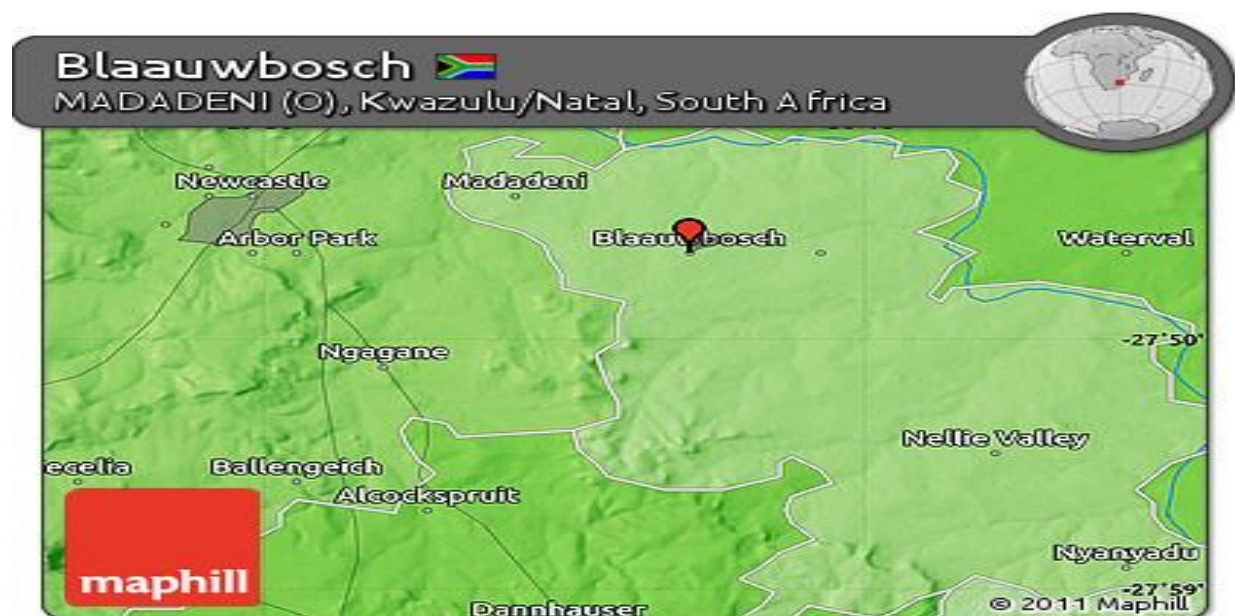 Blaauwbosch
MADADENI (O), Kwazulu/Natal, South Africa
Newcastle
Madadeni
Arbor Park
Blaauwbosch
Waterval
-27°50'
Ngagane
Nellie Valley
ecelia
Ballengeich
Alcockspruit
Nyanyadu
maphill
-27°59'
Dannhauser
© 2011 Maphill